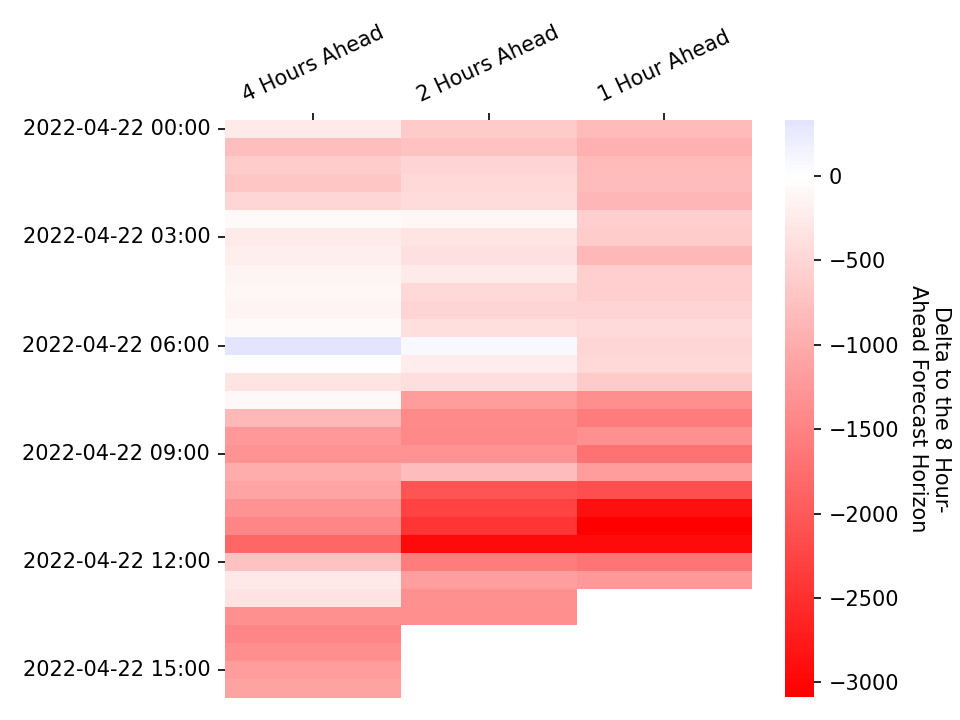 4 Hours Ahead
2 Hours Ahead
1 Hour Ahead
2022-04-22 00:00
2022-04-22 03:00
2022-04-22 06:00
2022-04-22 09:00
2022-04-22 12:00
2022-04-22 15:00
0
−500
−1000
−1500
−2000
−2500
−3000
Delta to the 8 Hour-
Ahead Forecast Horizon